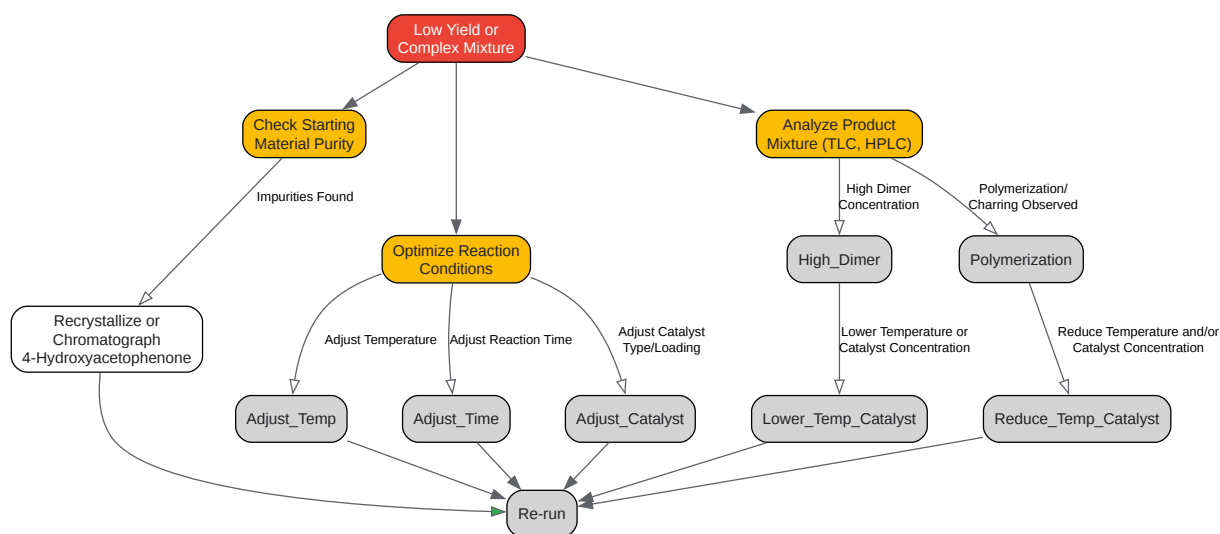 Low Yield or
Complex Mixture
Check Starting
Material Purity
Analyze Product
Mixture (TLC, HPLC)
Impurities Found
High Dimer
Concentration
Polymerization/
Charring Observed
Optimize Reaction
Conditions
High_Dimer
Polymerization
Recrystallize or
Chromatograph
4-Hydroxyacetophenone
Adjust Temperature
Adjust Reaction Time
Adjust Catalyst
Type/Loading
Lower Temperature or
Catalyst Concentration
Reduce Temperature and/or
Catalyst Concentration
Adjust_Temp
Adjust_Time
Adjust_Catalyst
Lower_Temp_Catalyst
Reduce_Temp_Catalyst
Re-run